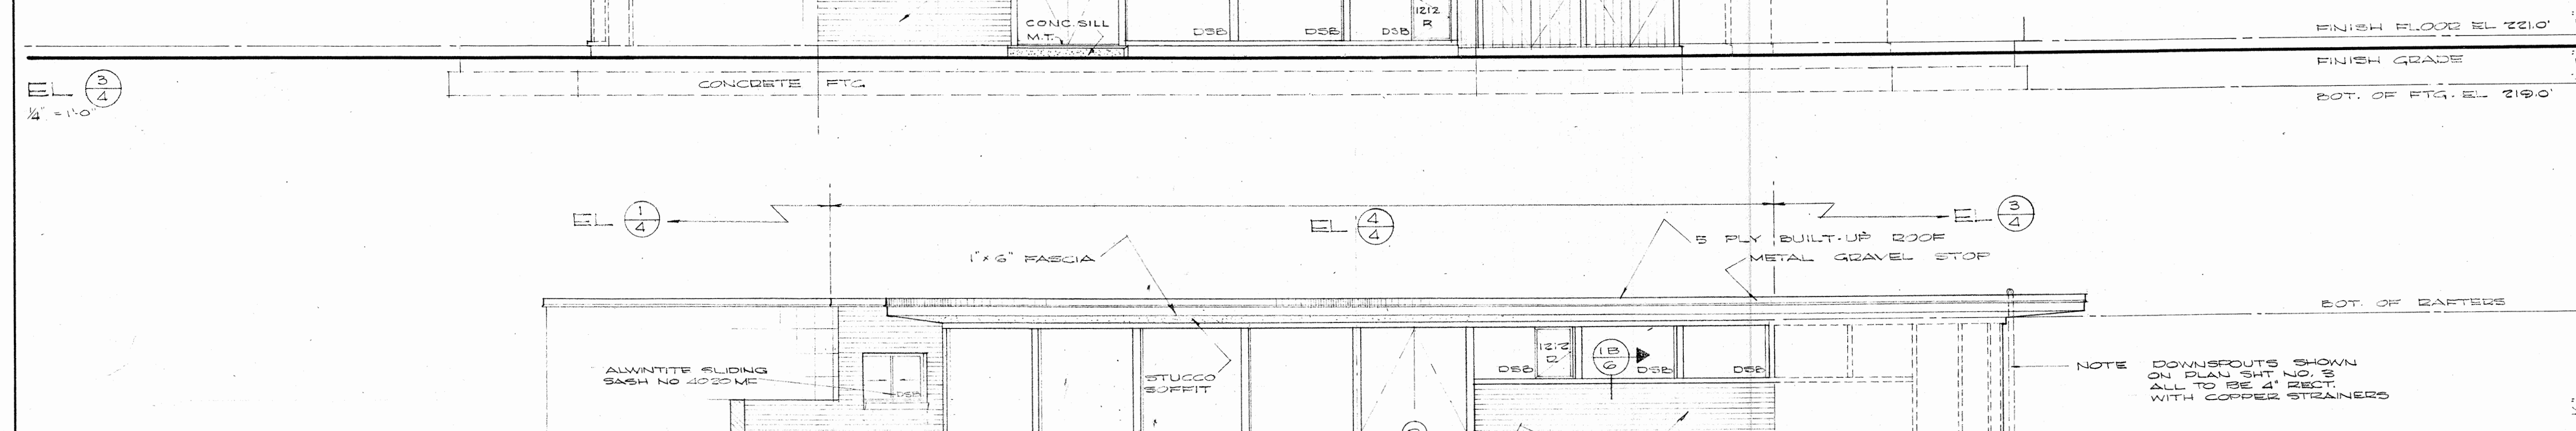 1212
R
CONC. SILL
M.T.
DSB
DSB
DSB
FINISH FLOOR EL 221.0'
FINISH GRADE
BOT. OF FTG. EL 219.0'
EL 3
4
1/4" = 1'-0"
CONCRETE FTG
EL 1
4
EL 4
4
EL 3
4
1" x 6" FASCIA
5 PLY BUILT-UP ROOF
METAL GRAVEL STOP
BOT. OF RAFTERS
ALWINTITE SLIDING
SASH NO 4020 MF
DSB
STUCCO
SOFFIT
DSB
1212
R
1B
6
DSB
DSB
NOTE DOWNSPOUTS SHOWN
ON PLAN SHT NO. 3
ALL TO BE 4" RECT.
WITH COPPER STRAINERS